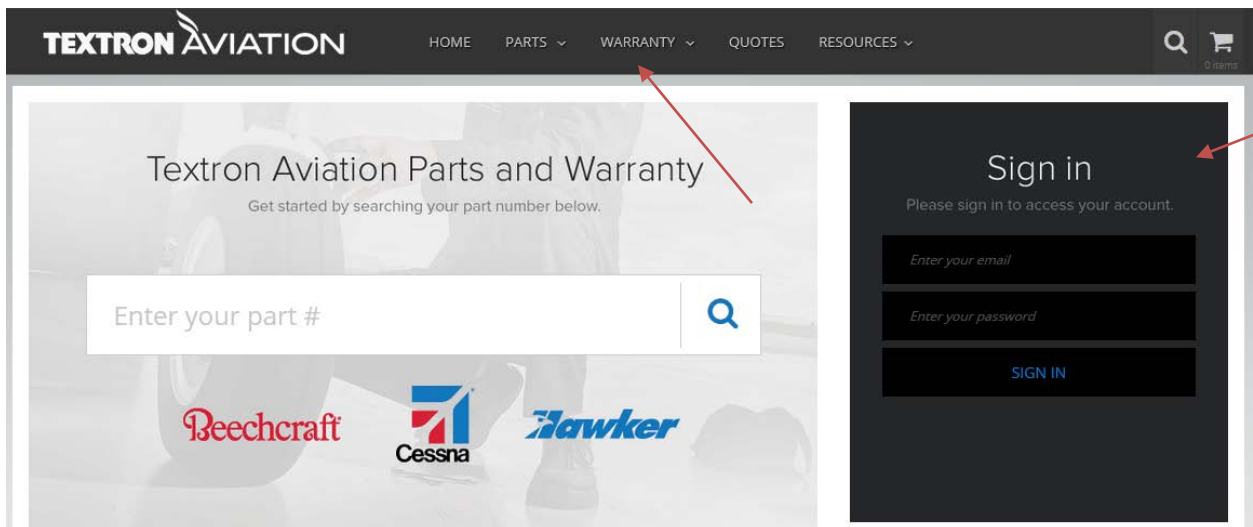 TEXTRON AVIATION HOME PARTS WARRANTY QUOTES RESOURCES
0 items
Textron Aviation Parts and Warranty
Get started by searching your part number below.
Enter your part #
Beechcraft Cessna Hawker
Sign in
Please sign in to access your account.
Enter your email
Enter your password
SIGN IN